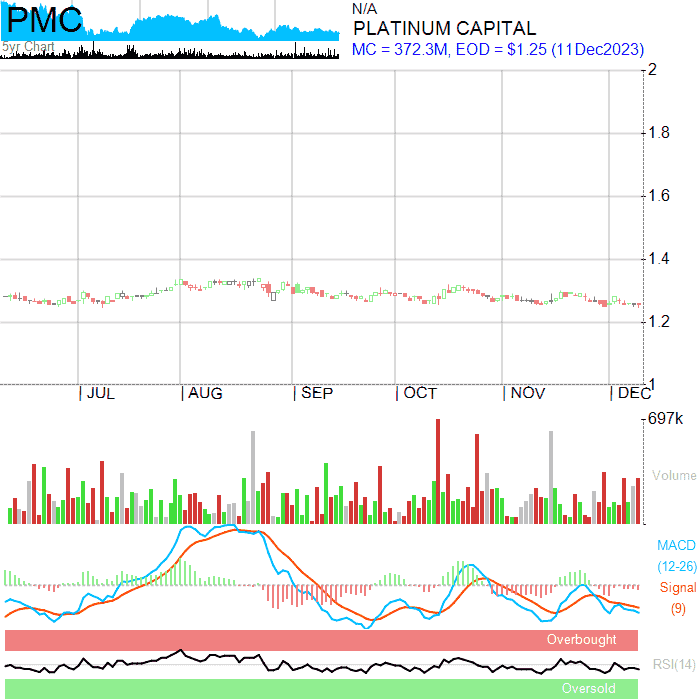 PMC
5yr Chart
N/A
PLATINUM CAPITAL
MC = 372.3M, EOD = $1.25 (11Dec2023)
2
1.8
1.6
1.4
1.2
1
| JUL | AUG | SEP | OCT | NOV | DEC
697k
Volume
MACD
(12-26)
Signal
(9)
Overbought
RSI(14)
Oversold